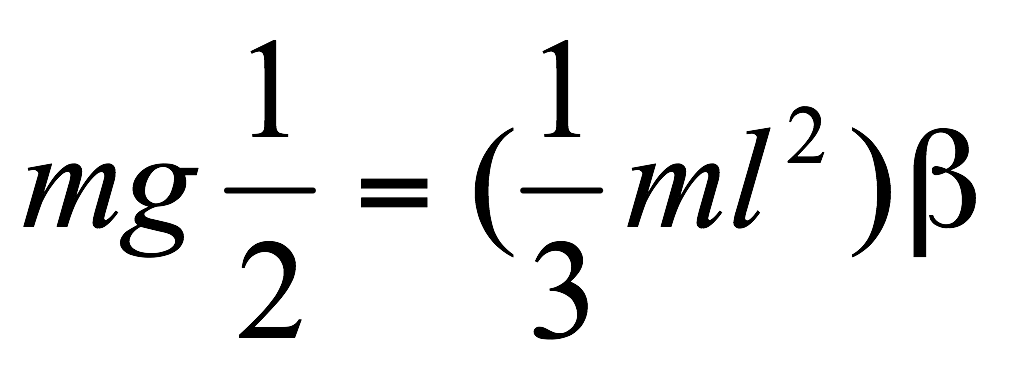 mg 1/2 = (1/3 ml²)β